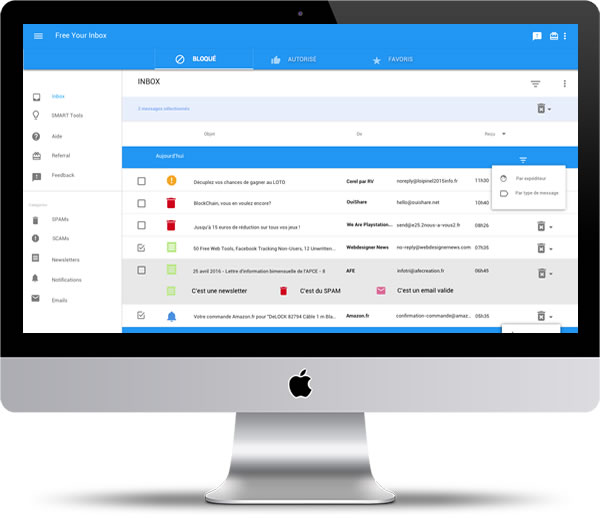 Free Your Inbox
BLOQUÉ
AUTORISÉ
FAVORIS
Inbox
SMART Tools
Aide
Referral
Feedback
Catégories
SPAMs
SCAMs
Newsletters
Notifications
Emails
INBOX
2 messages sélectionnés
Objet De Reçu
Aujourd'hui
Par expéditeur
Par type de message
Décuplez vos chances de gagner au LOTO Corel par RV noreply@loipinel2015info.fr 11h30
BlockChain, vous en voulez encore? OuiShare hello@ouishare.net 10h40
Jusqu'à 15 euros de réduction sur tous vos jeux ! We Are Playstation... send@e25.2nous-a-vous2.fr 08h26
50 Free Web Tools, Facebook Tracking Non-Users, 12 Unwritten... Webdesigner News no-reply@webdesignernews.com 07h35
25 avril 2016 - Lettre d'information bimensuelle de l'APCE - 8 AFE infotri@afecreation.fr 06h45
C'est une newsletter
C'est du SPAM
C'est un email valide
Votre commande Amazon.fr pour "DeLOCK 82794 Câble 1 m Bla... Amazon.fr confirmation-commande@amaz... 05h35